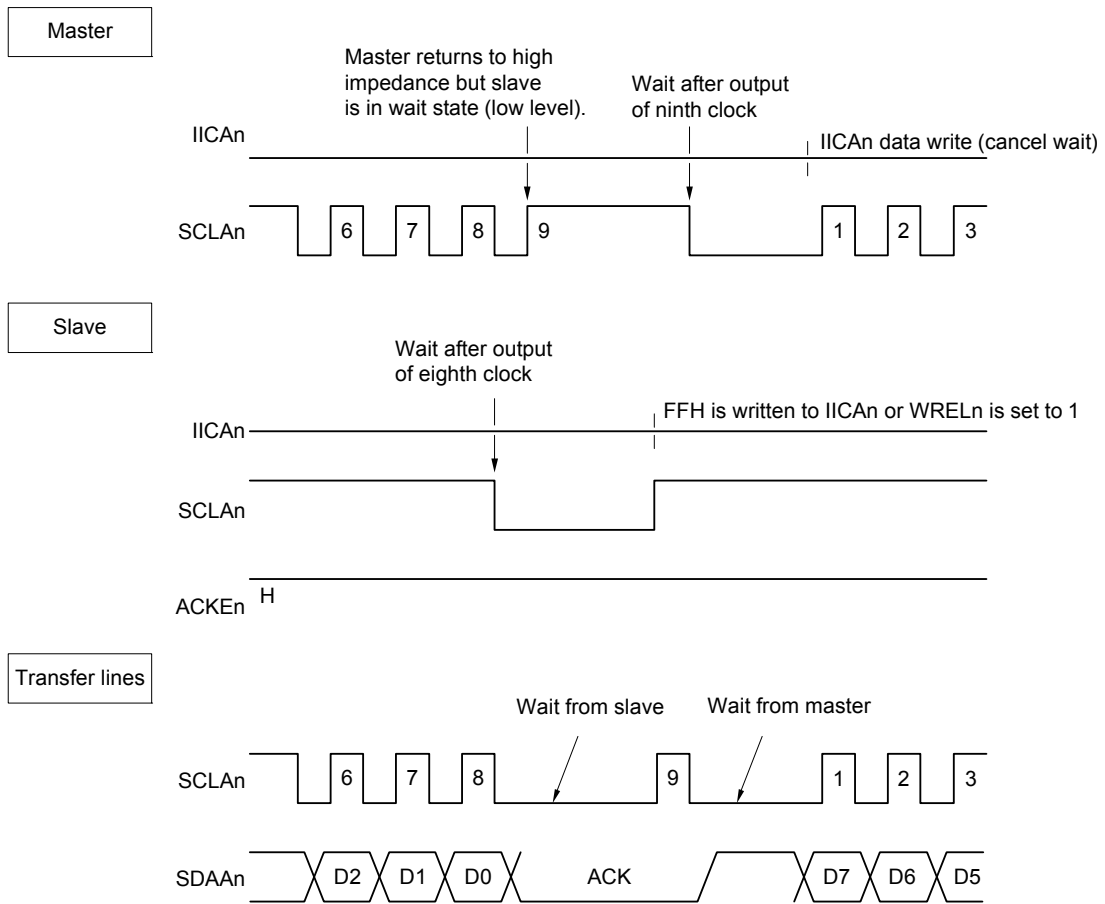 Master
Master returns to high
impedance but slave
is in wait state (low level).
Wait after output
of ninth clock
IICAn
IICAn data write (cancel wait)
SCLAn
6
7
8
9
1
2
3
Slave
Wait after output
of eighth clock
FFH is written to IICAn or WRELn is set to 1
IICAn
SCLAn
H
ACKEn
Transfer lines
Wait from slave
Wait from master
SCLAn
6
7
8
9
1
2
3
SDAAn
D2
D1
D0
ACK
D7
D6
D5